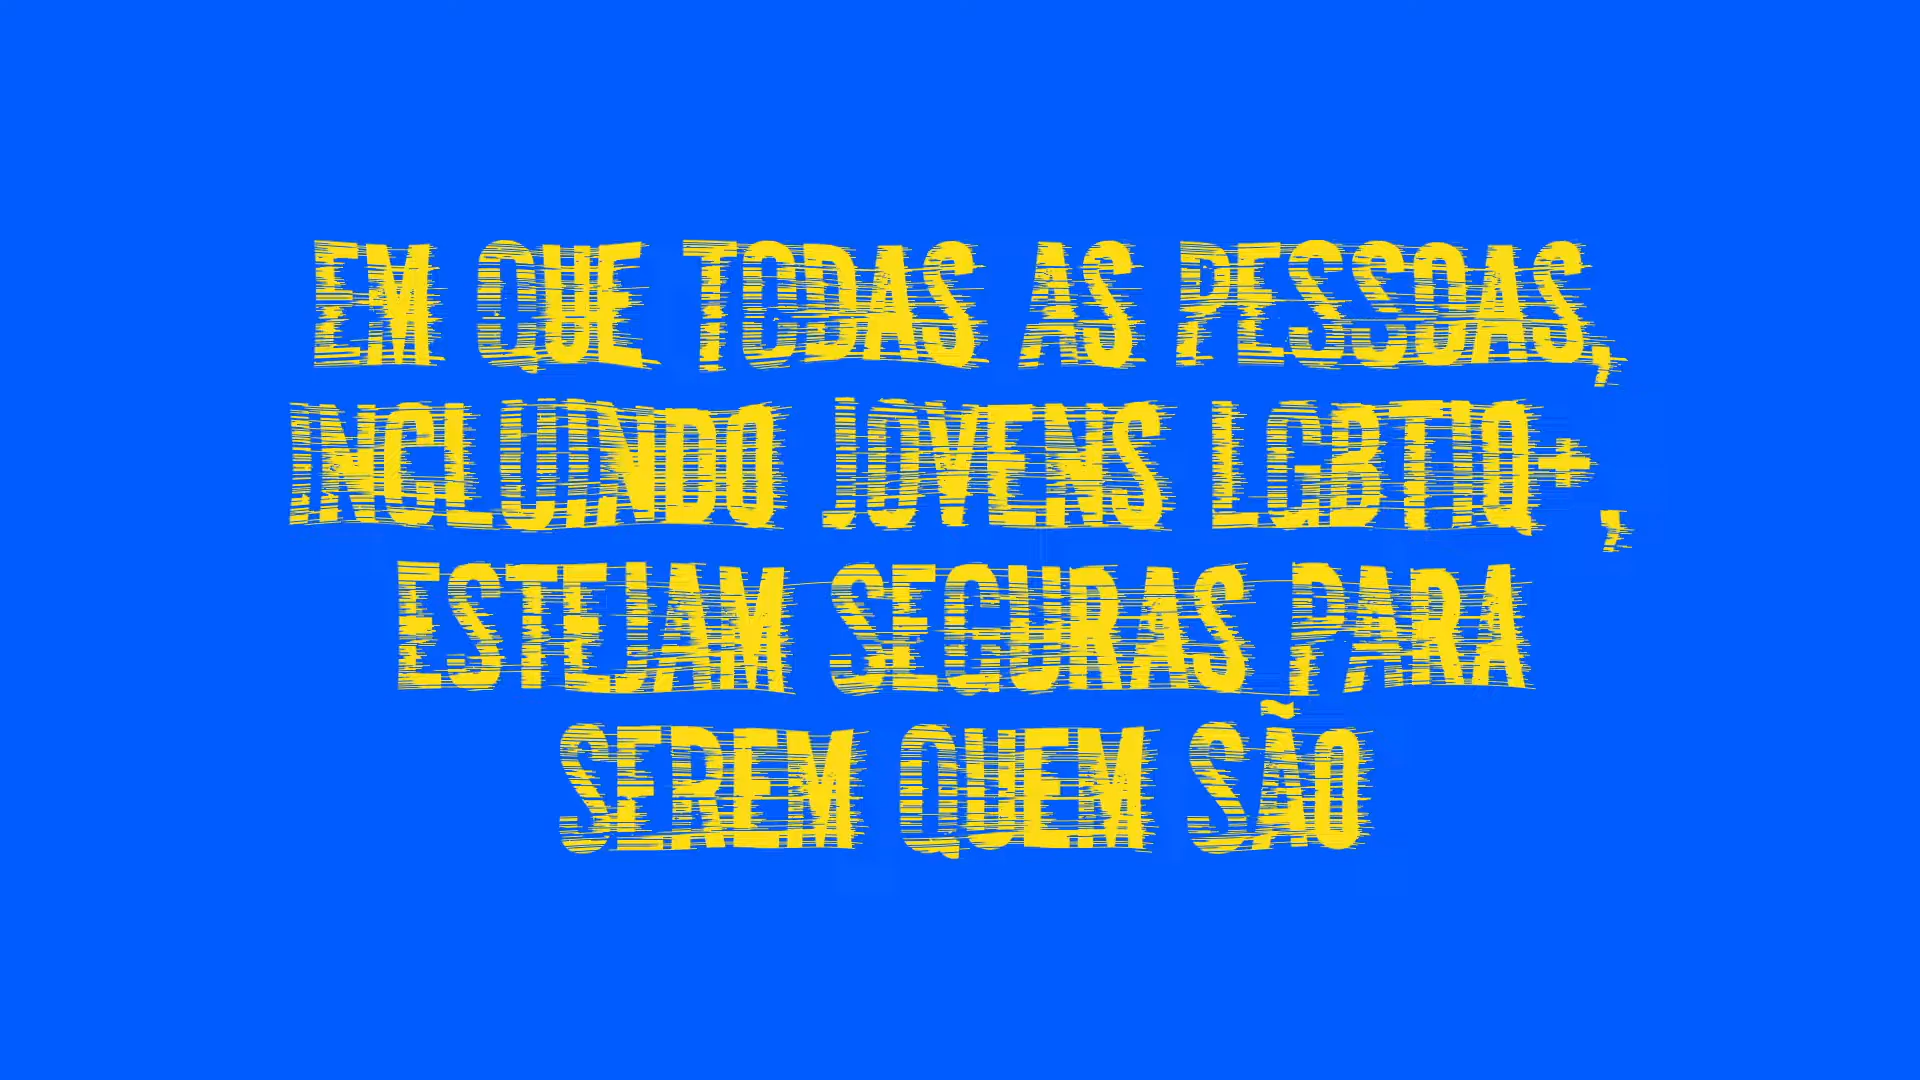 EM QUE TODAS AS PESSOAS,
INCLUINDO JOVENS LGBTIQ+,
ESTEJAM SEGURAS PARA
SEREM QUEM SÃO